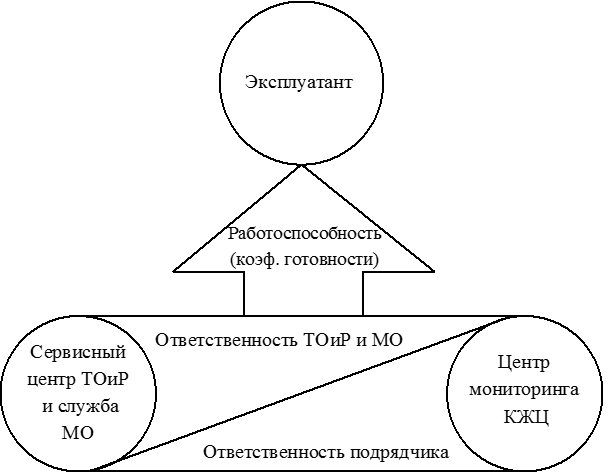 Эксплуатант
Работоспособность
(коэф. готовности)
Ответственность ТОиР и МО
Сервисный
центр ТОиР
и служба
МО
Центр
мониторинга
КЖЦ
Ответственность подрядчика